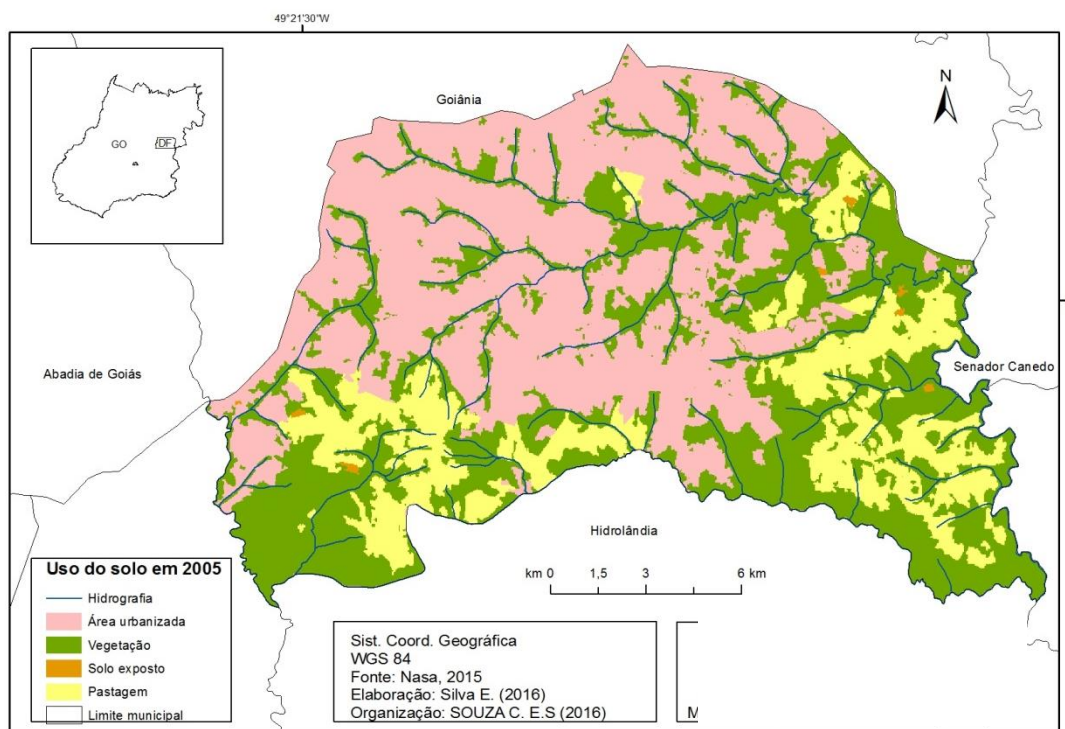 49°21'30"W
GO
DF
Goiânia
N
Abadia de Goiás
Senador Canedo
Hidrolândia
km 0 1,5 3 6 km
Uso do solo em 2005
Hidrografia
Área urbanizada
Vegetação
Solo exposto
Pastagem
Limite municipal
Sist. Coord. Geográfica
WGS 84
Fonte: Nasa, 2015
Elaboração: Silva E. (2016)
Organização: SOUZA C. E.S (2016)
M